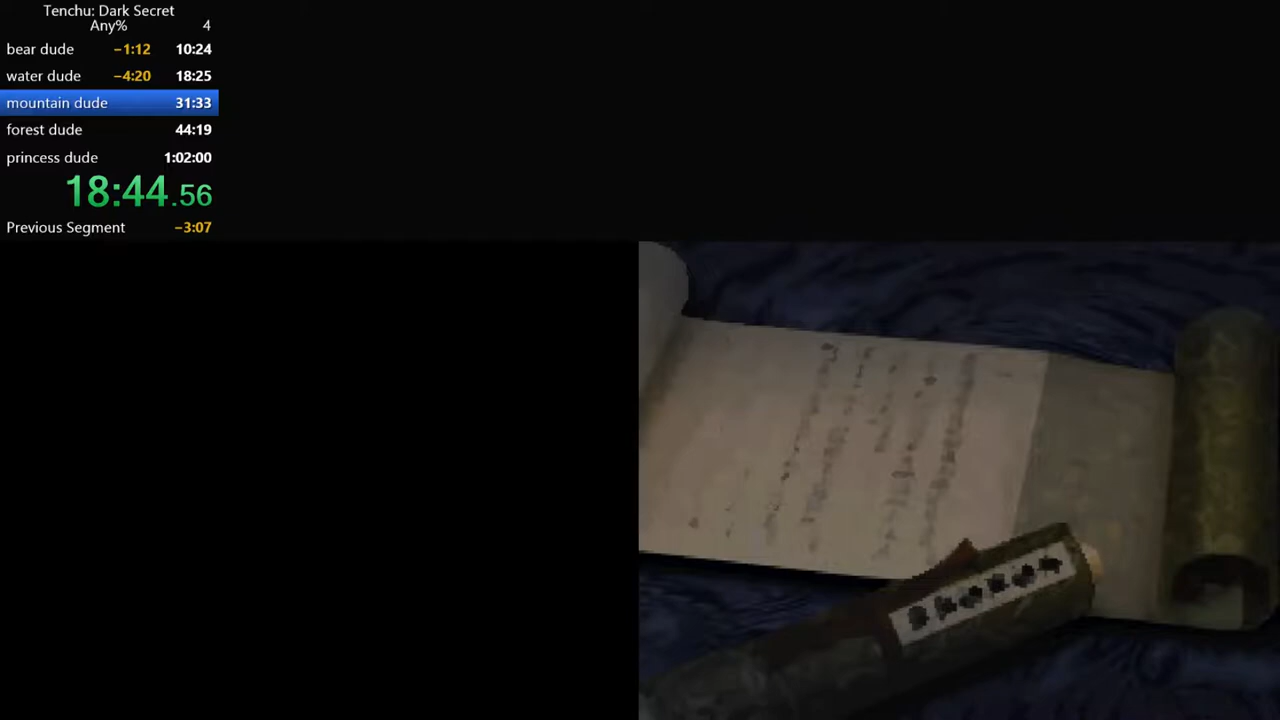 Tenchu: Dark Secret
Any% 4
bear dude −1:12 10:24
water dude −4:20 18:25
mountain dude 31:33
forest dude 44:19
princess dude 1:02:00
18:44.56
Previous Segment −3:07